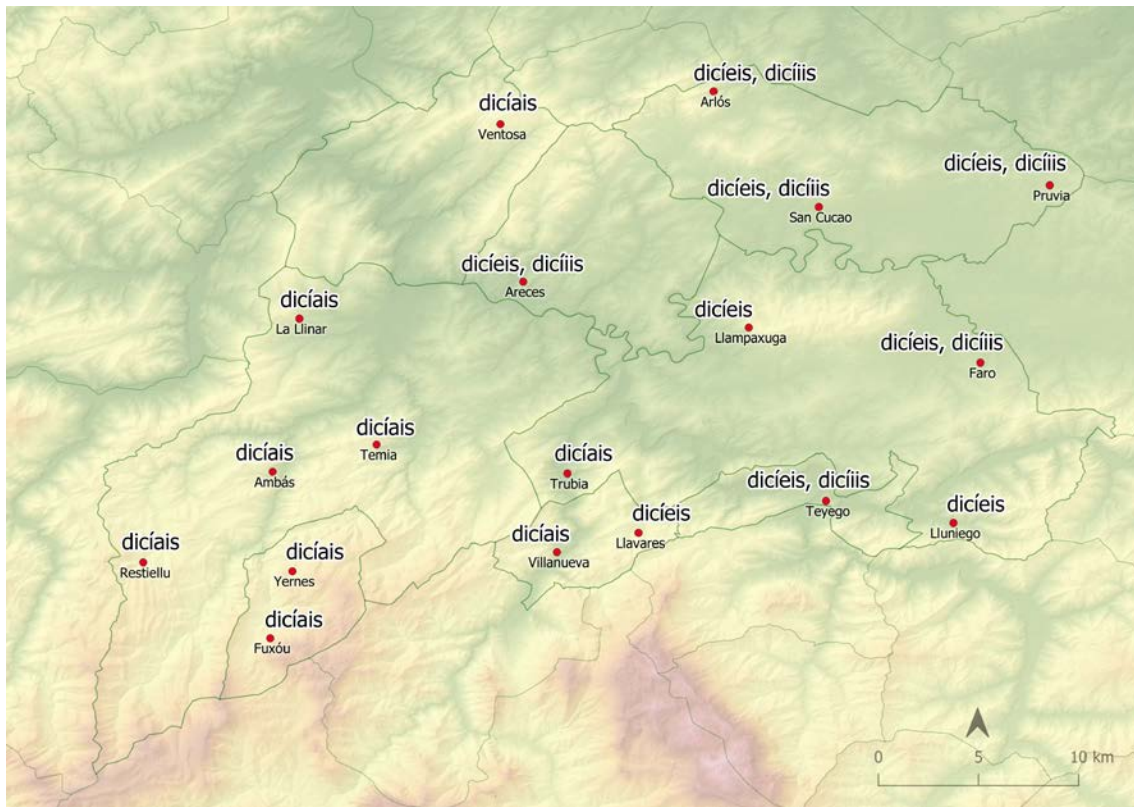 dicíeis, dicíiis
Arlós
dicíais
Ventosa
dicíeis, dicíiis
Pruvia
dicíeis, dicíiis
San Cucao
dicíeis, dicíiis
Areces
dicíais
La Llinar
dicíeis
Llampaxuga
dicíeis, dicíiis
Faro
dicíais
Temia
dicíais
Ambás
dicíais
Trubia
dicíeis, dicíiis
Teyego
dicíeis
Lluniego
dicíeis
Llavares
dicíais
Villanueva
dicíais
Restiellu
dicíais
Yernes
dicíais
Fuxóu
0 5 10 km